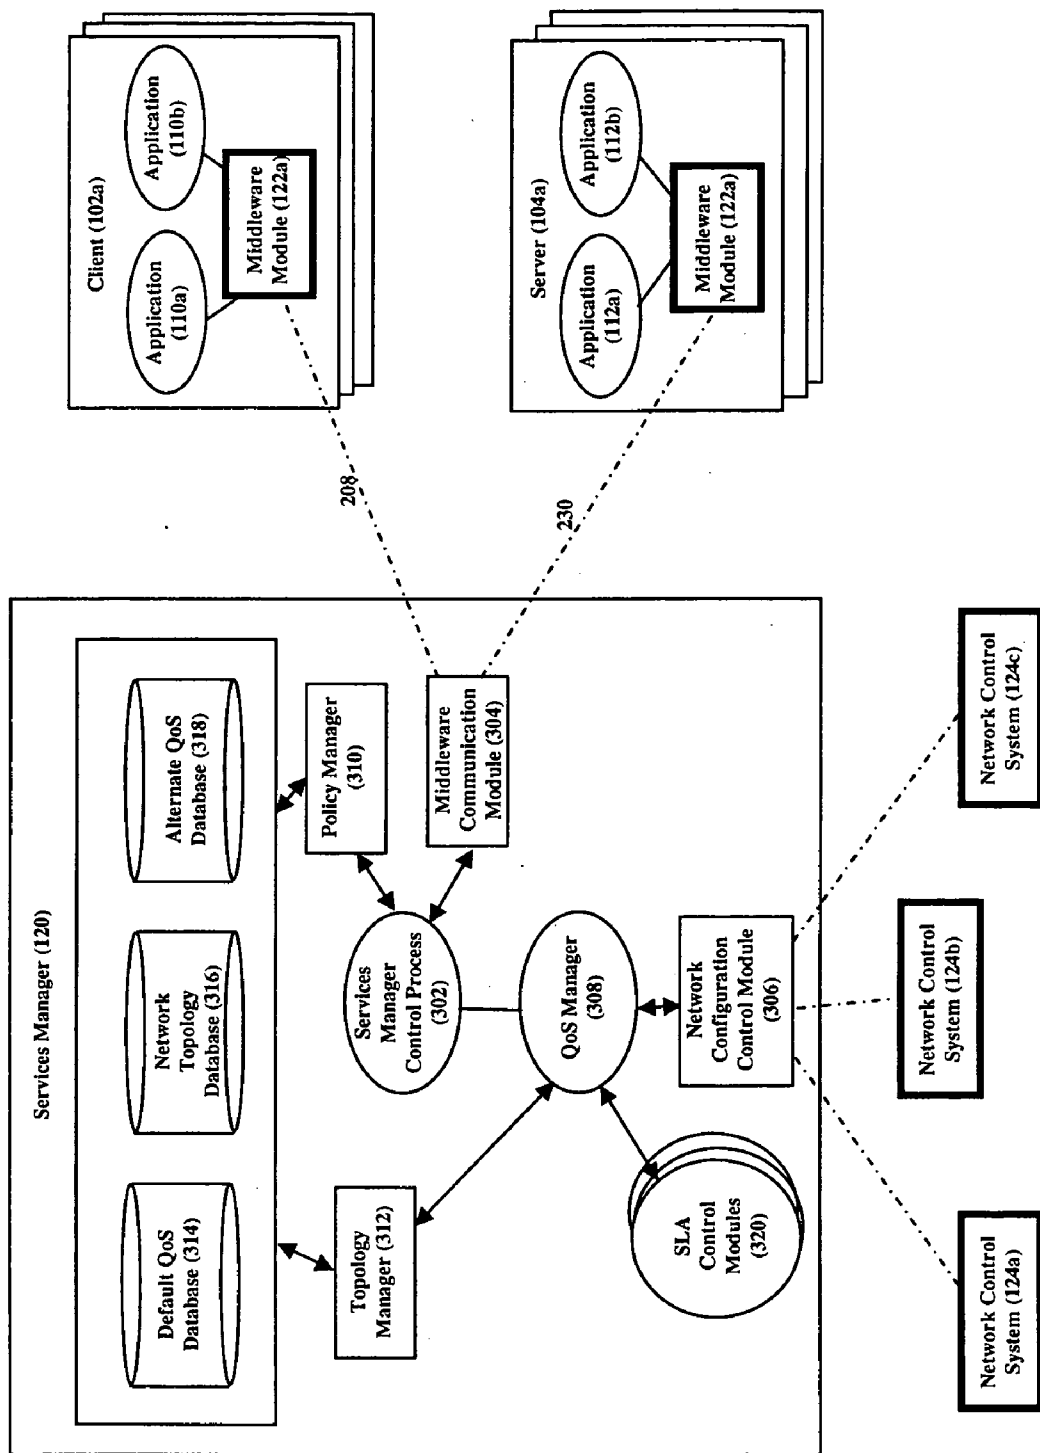 Services Manager (120)
Default QoS
Database (314)
Network
Topology
Database (316)
Alternate QoS
Database (318)
Topology
Manager (312)
Services
Manager
Control Process
(302)
Policy Manager
(310)
Middleware
Communication
Module (304)
QoS Manager
(308)
SLA
Control
Modules
(320)
Network
Configuration
Control Module
(306)
Network Control
System (124a)
Network Control
System (124b)
Network Control
System (124c)
208
230
Client (102a)
Application
(110a)
Application
(110b)
Middleware
Module (122a)
Server (104a)
Application
(112a)
Application
(112b)
Middleware
Module (122a)